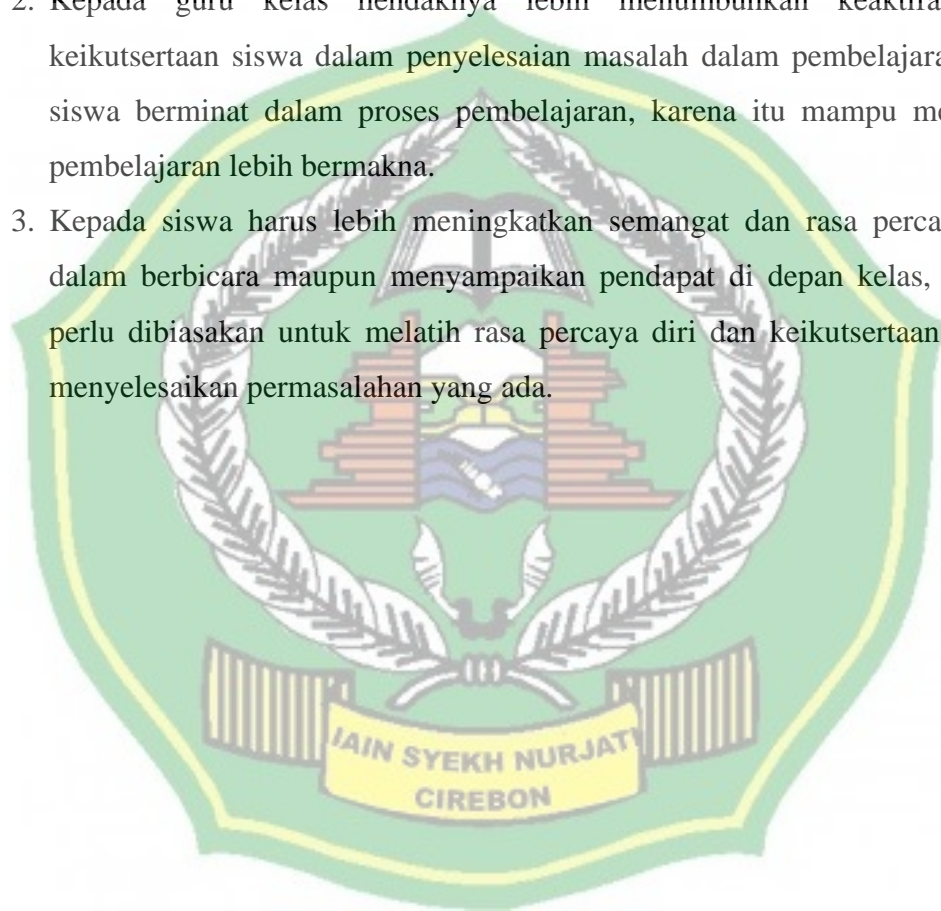 2. Kepada guru kelas hendaknya lebih menumbuhkan
keikutsertaan siswa dalam penyelesaian masalah dalam
siswa berminat dalam proses pembelajaran, karena itu mampu
pembelajaran lebih bermakna.
3. Kepada siswa harus lebih meningkatkan semangat dan rasa
dalam berbicara maupun menyampaikan pendapat di depan kelas,
perlu dibiasakan untuk melatih rasa percaya diri dan keikutsertaan
menyelesaikan permasalahan yang ada.
IAIN SYEKH NURJATI
CIREBON